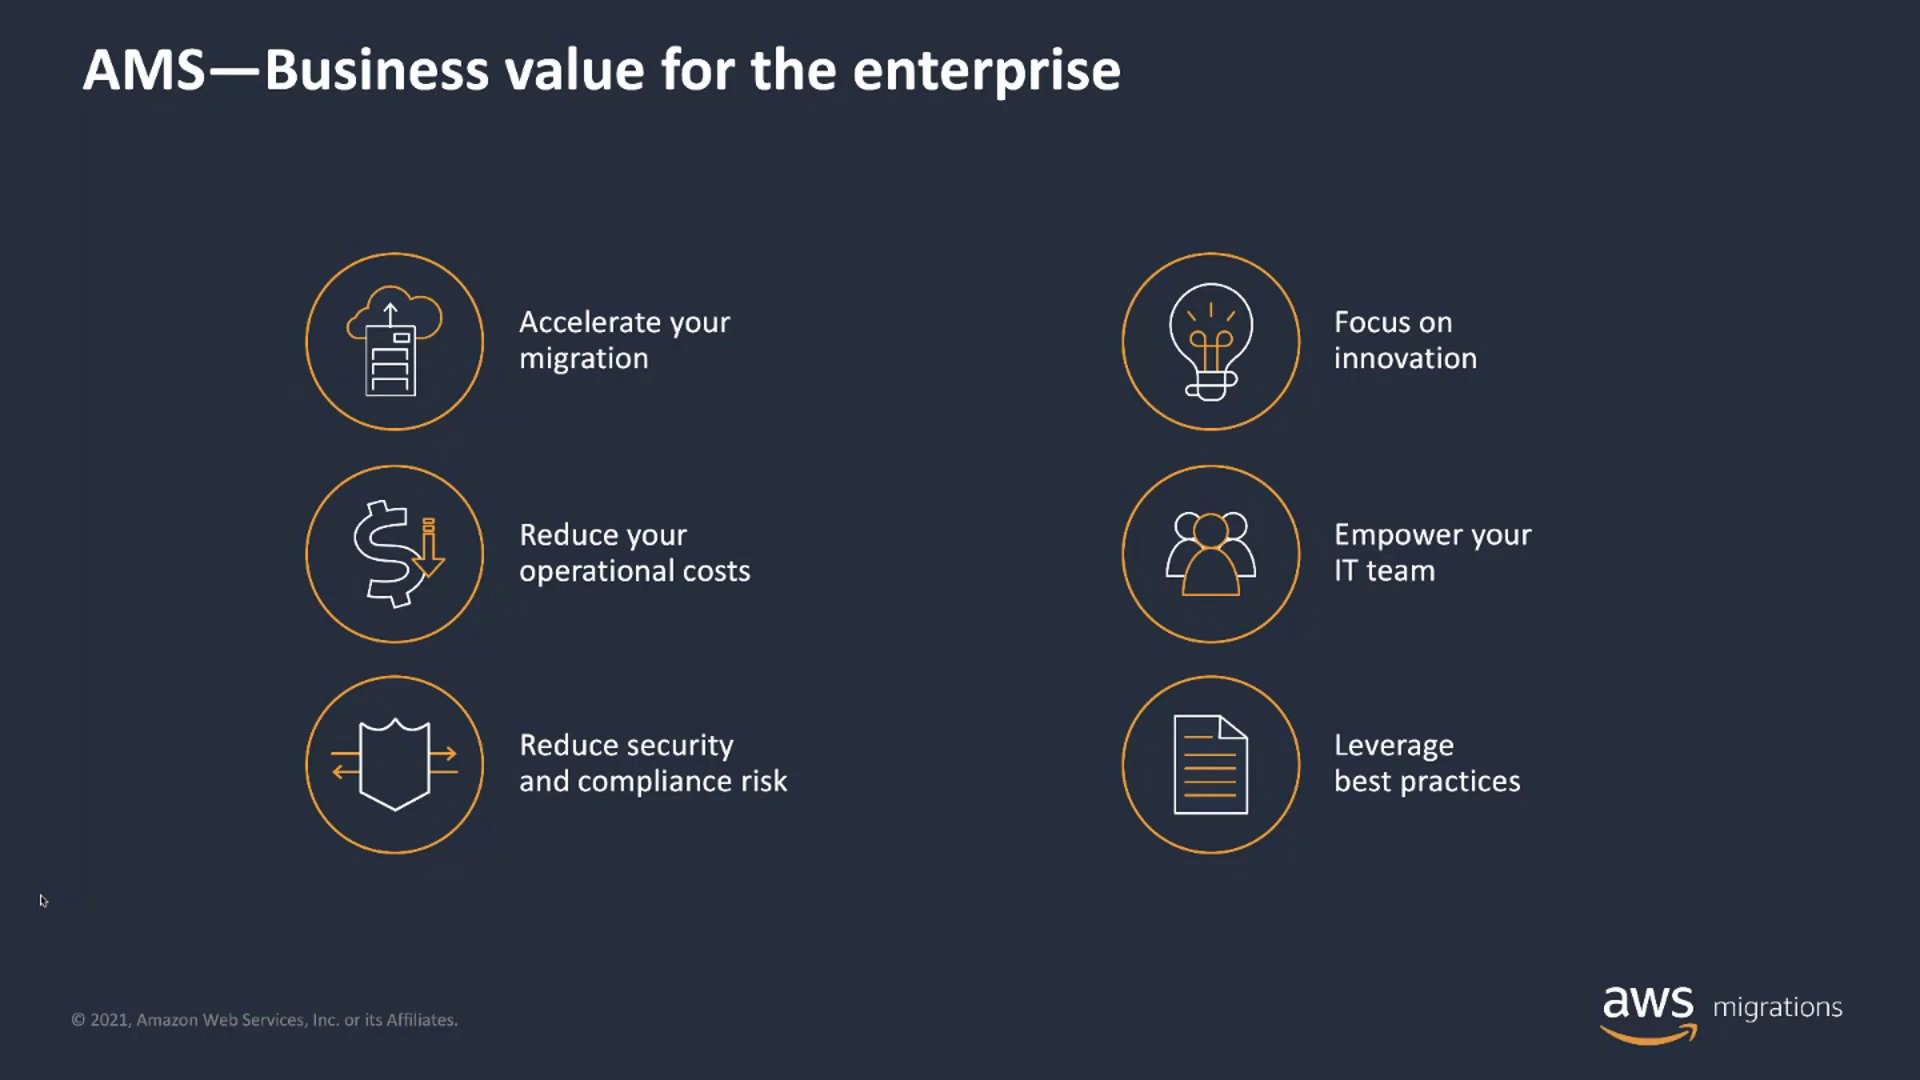 AMS—Business value for the enterprise
Accelerate your
migration
Reduce your
operational costs
Reduce security
and compliance risk
Focus on
innovation
Empower your
IT team
Leverage
best practices
© 2021, Amazon Web Services, Inc. or its Affiliates.
aws migrations